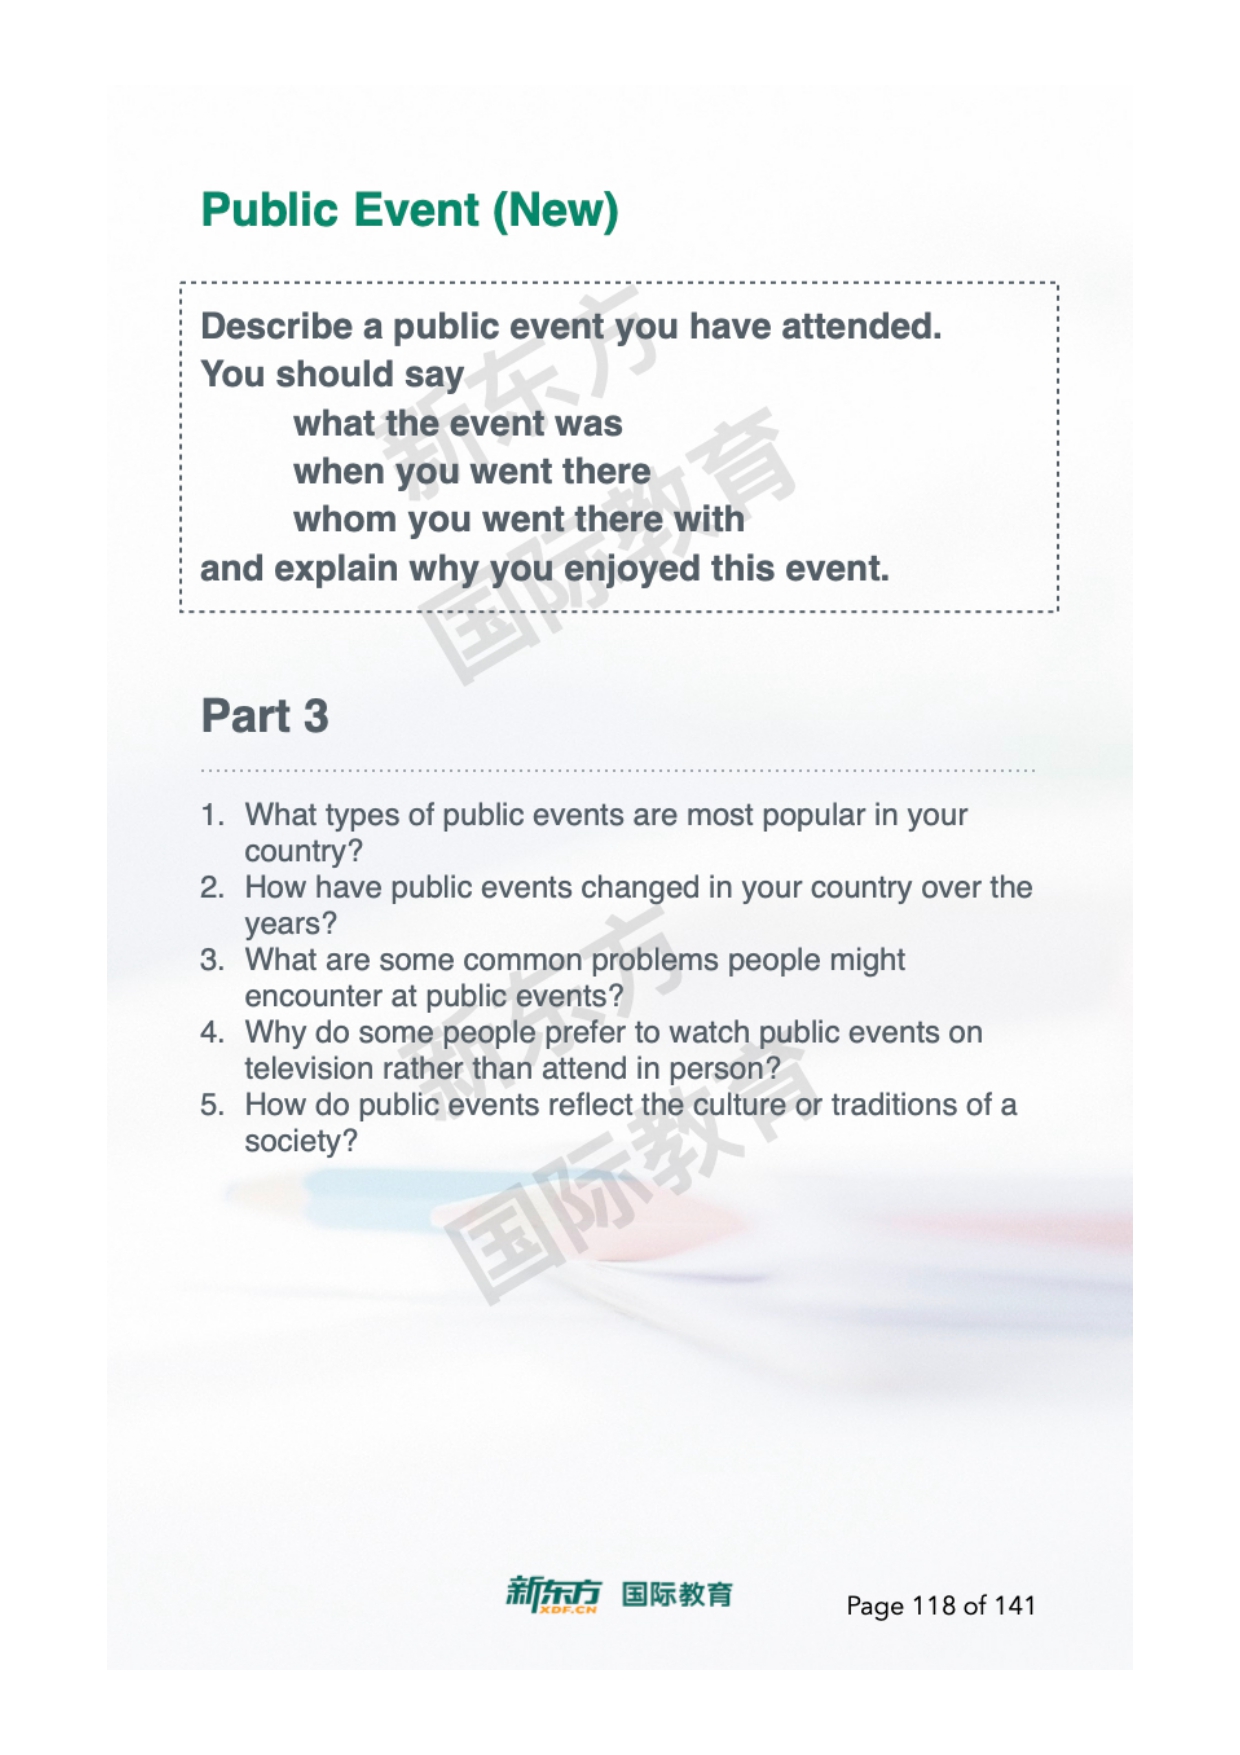 Public Event (New)
Describe a public event you have attended.
You should say
what the event was
when you went there
whom you went there with
and explain why you enjoyed this event.
新东方
国际教育
Part 3
1. What types of public events are most popular in your
country?
2. How have public events changed in your country over the
years?
3. What are some common problems people might
encounter at public events?
4. Why do some people prefer to watch public events on
television rather than attend in person?
5. How do public events reflect the culture or traditions of a
society?
新东方
国际教育
新东方 国际教育
XDF.CN
Page 118 of 141